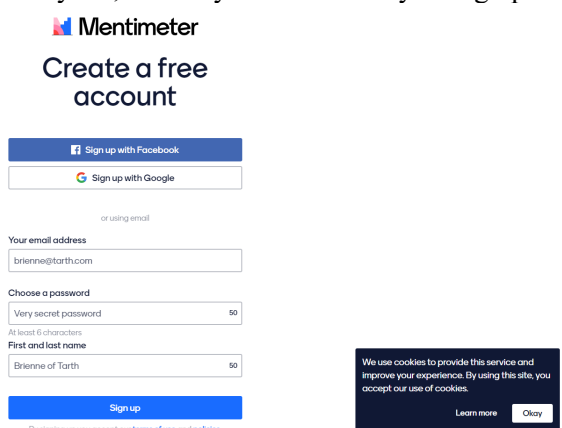 Mentimeter
Create a free
account
Sign up with Facebook
Sign up with Google
or using email
Your email address
brienne@tarth.com
Choose a password
Very secret password 50
At least 6 characters
First and last name
Brienne of Tarth 50
Sign up
We use cookies to provide this service and
improve your experience. By using this site, you
accept our use of cookies.
Learn more Okay